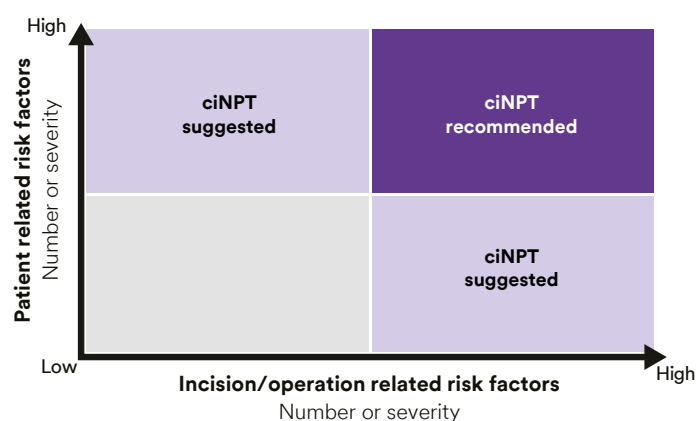 High
Patient related risk factors
Number or severity
ciNPT
suggested
ciNPT
recommended
ciNPT
suggested
Low
High
Incision/operation related risk factors
Number or severity